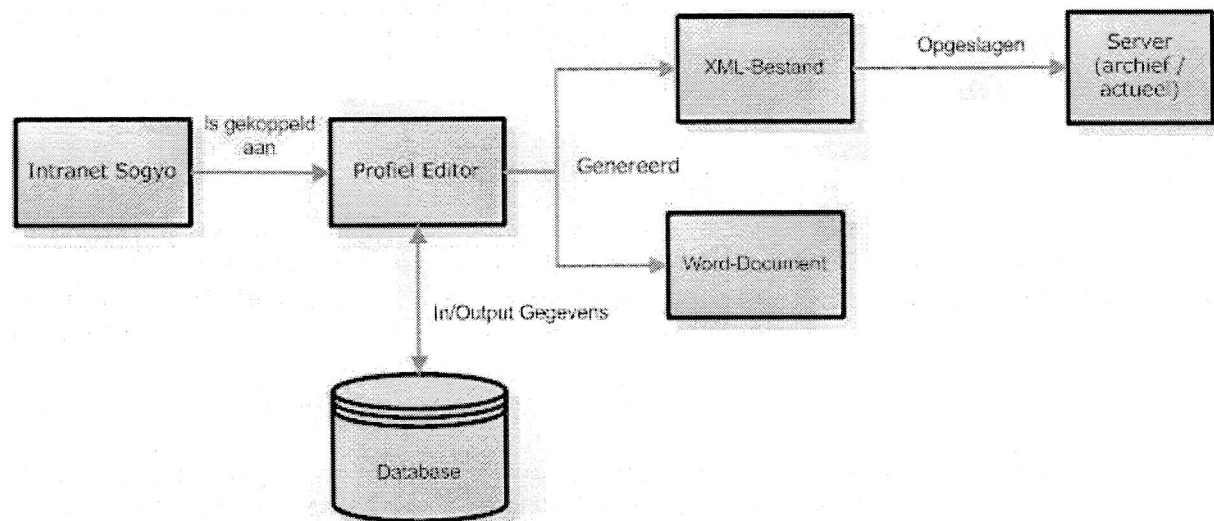 Opgeslagen
XML-Bestand
Server
(archief /
actueel)
Is gekoppeld
aan
Intranet Sogyo
Profiel Editor
Genereerd
Word-Document
In/Output Gegevens
Database